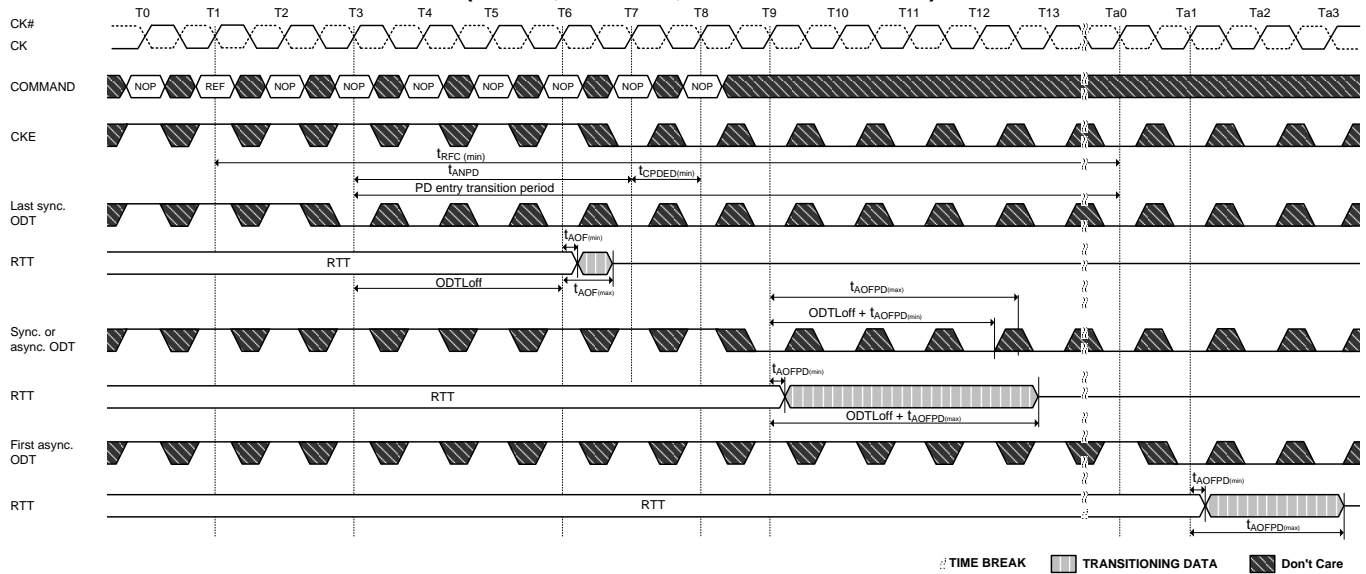 T0 T1 T2 T3 T4 T5 T6 T7 T8 T9 T10 T11 T12 T13 Ta0 Ta1 Ta2 Ta3
CK#
CK
COMMAND
NOP REF NOP NOP NOP NOP NOP NOP NOP
CKE
tRFC (min)
tANPD tCPDED(min)
PD entry transition period
Last sync.
ODT
tAOF(min)
RTT
RTT
ODTLoff
tAOF(max)
tAOFPD(max)
ODTLoff + tAOFPD(min)
Sync. or
async. ODT
tAOFPD(min)
RTT
RTT
ODTLoff + tAOFPD(max)
First async.
ODT
tAOFPD(min)
RTT
RTT
tAOFPD(max)
TIME BREAK TRANSITIONING DATA Don't Care